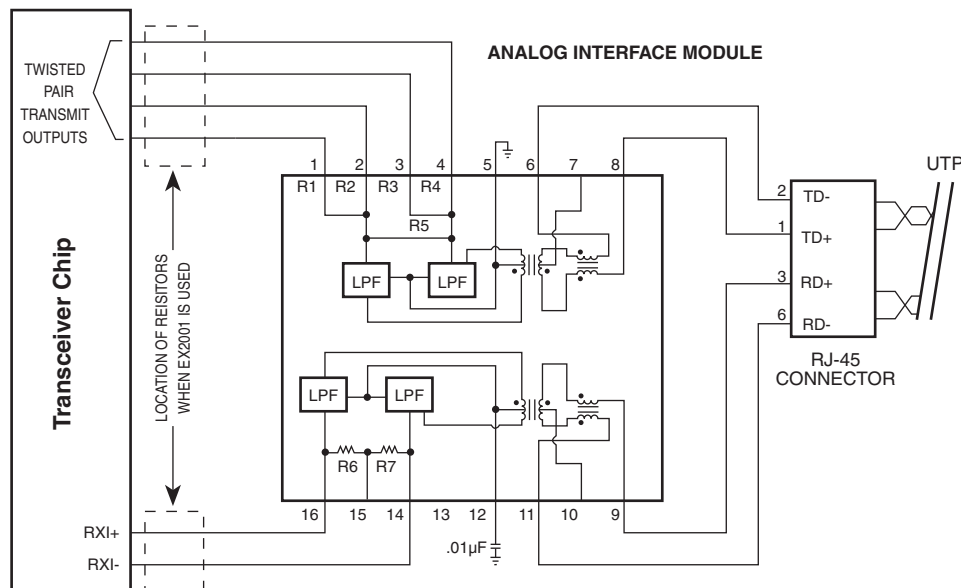 ANALOG INTERFACE MODULE
TWISTED
PAIR
TRANSMIT
OUTPUTS
Transceiver Chip
LOCATION OF REISITORS
WHEN EX2001 IS USED
1 2 3 4 5 6 7 8
R1 R2 R3 R4
R5
LPF LPF
UTP
2 TD-
1 TD+
3 RD+
6 RD-
RJ-45
CONNECTOR
LPF LPF
R6 R7
16 15 14 13 12 11 10 9
.01µF
RXI+
RXI-